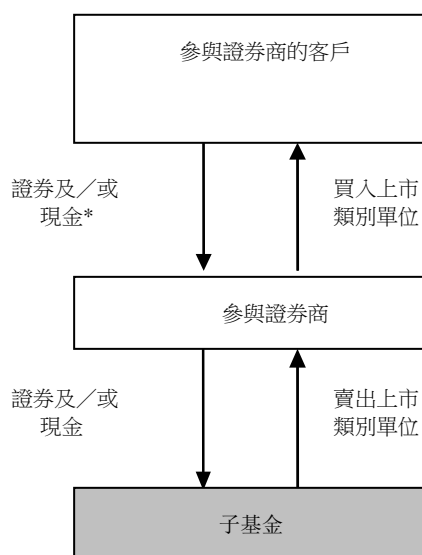 參與證券商的客戶
證券及／或
現金*
買入上市
類別單位
參與證券商
證券及／或
現金
賣出上市
類別單位
子基金